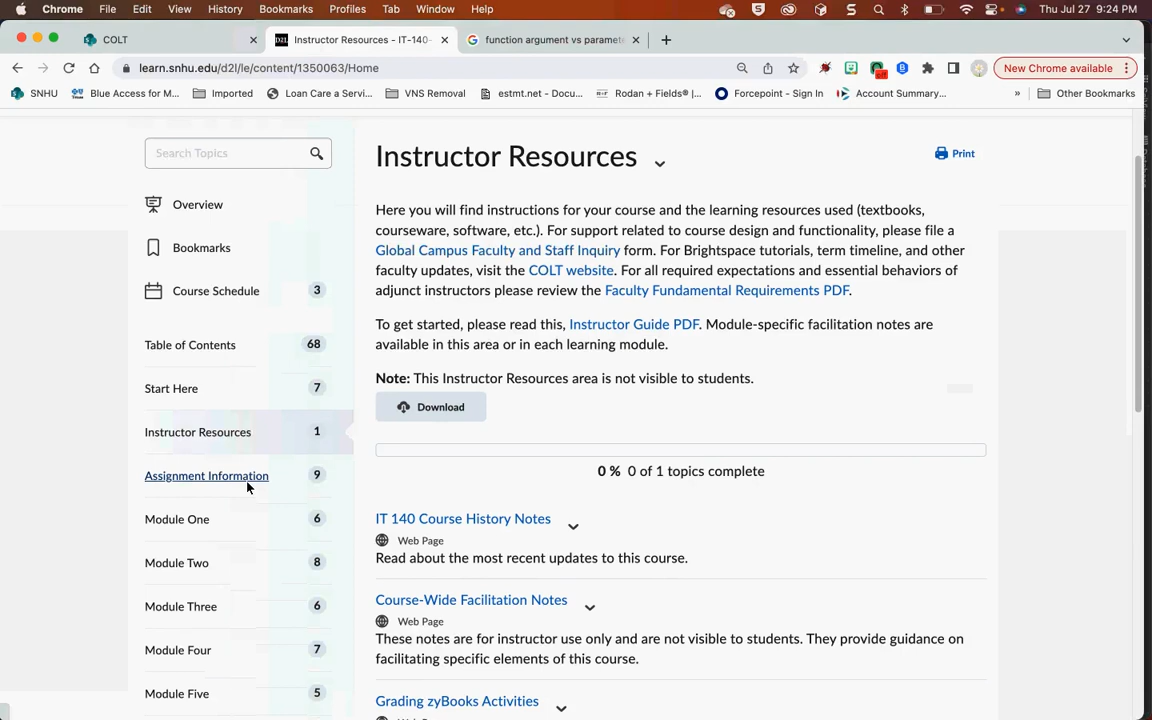 Chrome File Edit View History Bookmarks Profiles Tab Window Help Thu Jul 27 9:24 PM
COLT
Instructor Resources - IT-140-
function argument vs paramete
learn.snhu.edu/d2l/le/content/1350063/Home
New Chrome available
SNHU Blue Access for M... Imported Loan Care a Servi... VNS Removal estmt.net - Docu... Rodan + Fields® |... Forcepoint - Sign In Account Summary... » Other Bookmarks
Search Topics
Overview
Bookmarks
Course Schedule 3
Table of Contents 68
Start Here 7
Instructor Resources 1
Assignment Information 9
Module One 6
Module Two 8
Module Three 6
Module Four 7
Module Five 5
Instructor Resources
Print
Here you will find instructions for your course and the learning resources used (textbooks,
courseware, software, etc.). For support related to course design and functionality, please file a
Global Campus Faculty and Staff Inquiry form. For Brightspace tutorials, term timeline, and other
faculty updates, visit the COLT website. For all required expectations and essential behaviors of
adjunct instructors please review the Faculty Fundamental Requirements PDF.
To get started, please read this, Instructor Guide PDF. Module-specific facilitation notes are
available in this area or in each learning module.
Note: This Instructor Resources area is not visible to students.
Download
0 % 0 of 1 topics complete
IT 140 Course History Notes
Web Page
Read about the most recent updates to this course.
Course-Wide Facilitation Notes
Web Page
These notes are for instructor use only and are not visible to students. They provide guidance on
facilitating specific elements of this course.
Grading zyBooks Activities